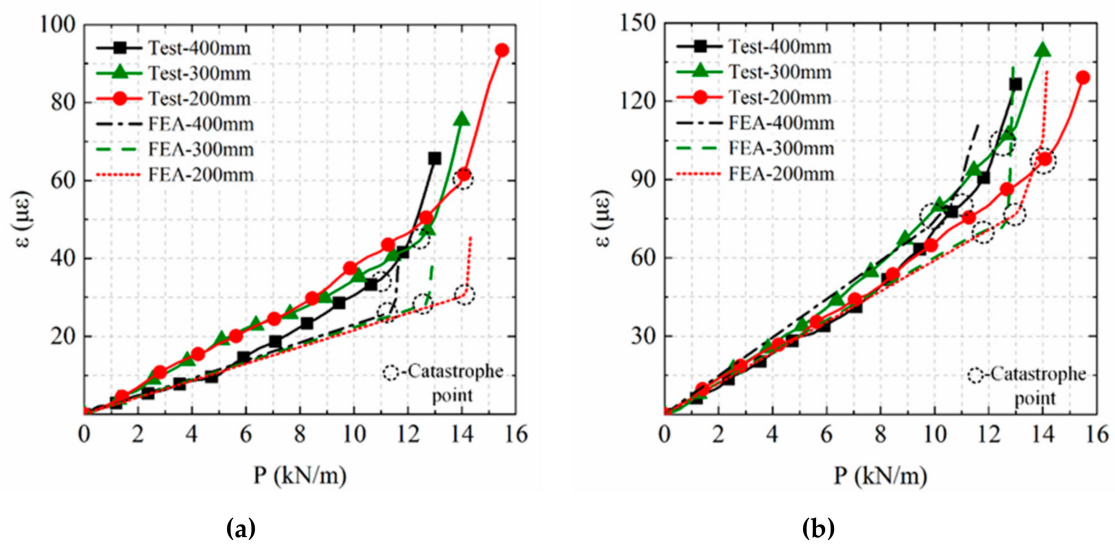 100
80
60
40
20
ε (με)
Test-400mm
Test-300mm
Test-200mm
FEA-400mm
FEA-300mm
FEA-200mm
-Catastrophe
point
0 2 4 6 8 10 12 14 16
P (kN/m)
(a)
150
120
90
60
30
ε (με)
Test-400mm
Test-300mm
Test-200mm
FEA-400mm
FEA-300mm
FEA-200mm
-Catastrophe
point
0 2 4 6 8 10 12 14 16
P (kN/m)
(b)